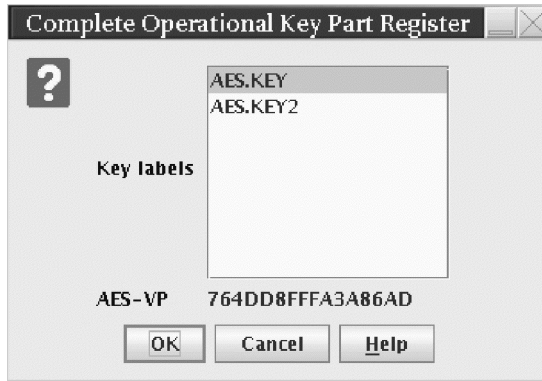 Complete Operational Key Part Register
?
AES.KEY
AES.KEY2
Key labels
AES-VP 764DD8FFFA3A86AD
OK Cancel Help